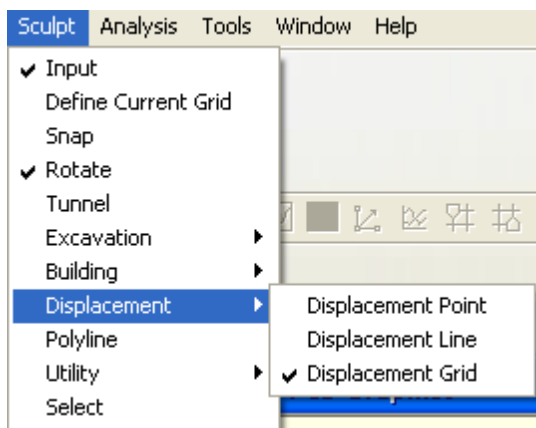 Sculpt Analysis Tools Window Help
Input
Define Current Grid
Snap
Rotate
Tunnel
Excavation
Building
Displacement
Displacement Point
Polyline
Displacement Line
Utility
Displacement Grid
Select